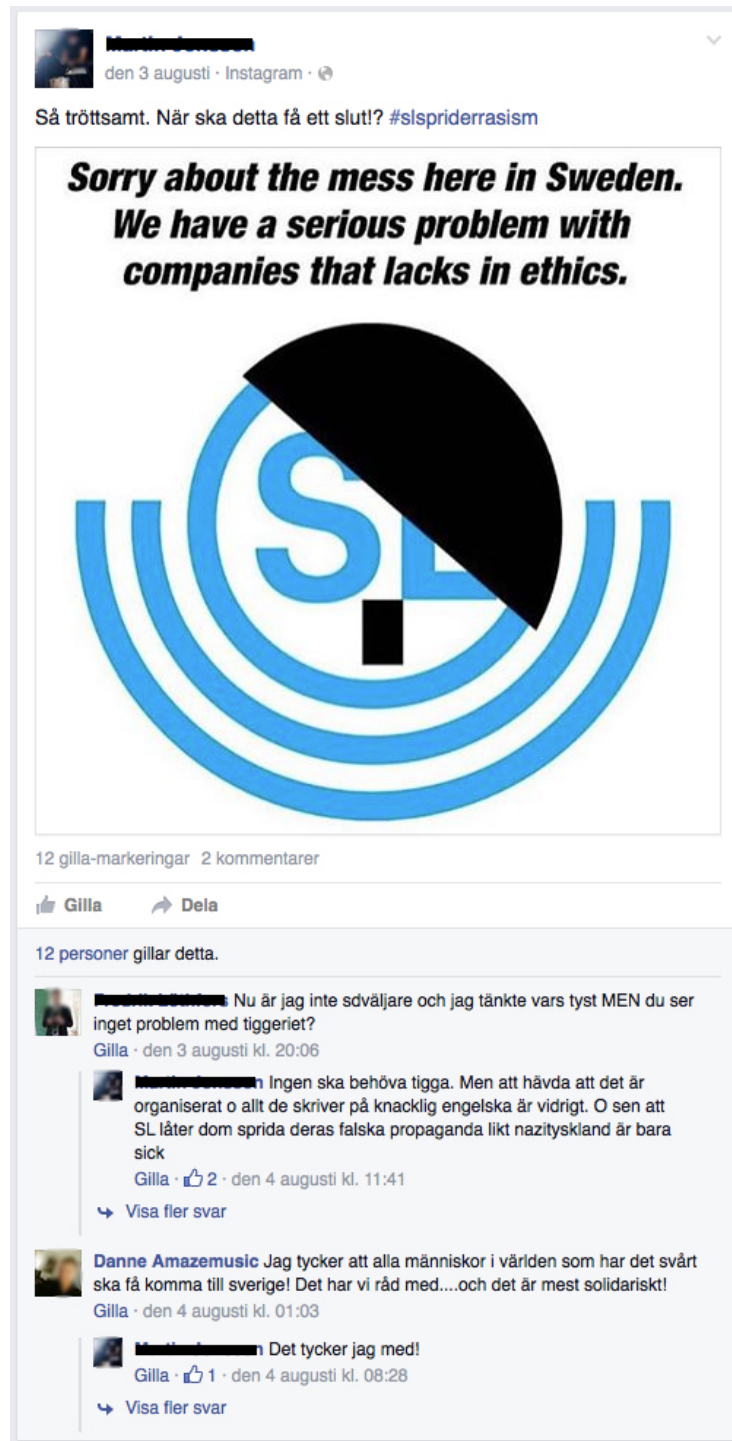 den 3 augusti · Instagram ·
Så tröttsamt. När ska detta få ett slut!? #slspriderrasism
Sorry about the mess here in Sweden.
We have a serious problem with
companies that lacks in ethics.
SL
12 gilla-markeringar 2 kommentarer
Gilla Dela
12 personer gillar detta.
Nu är jag inte sdväljare och jag tänkte vars tyst MEN du ser
inget problem med tiggeriet?
Gilla · den 3 augusti kl. 20:06
Ingen ska behöva tigga. Men att hävda att det är
organiserat o allt de skriver på knacklig engelska är vidrigt. O sen att
SL låter dom sprida deras falska propaganda likt nazityskland är bara
sick
Gilla · 2 · den 4 augusti kl. 11:41
Visa fler svar
Danne Amazemusic Jag tycker att alla människor i världen som har det svårt
ska få komma till sverige! Det har vi råd med....och det är mest solidariskt!
Gilla · den 4 augusti kl. 01:03
Det tycker jag med!
Gilla · 1 · den 4 augusti kl. 08:28
Visa fler svar